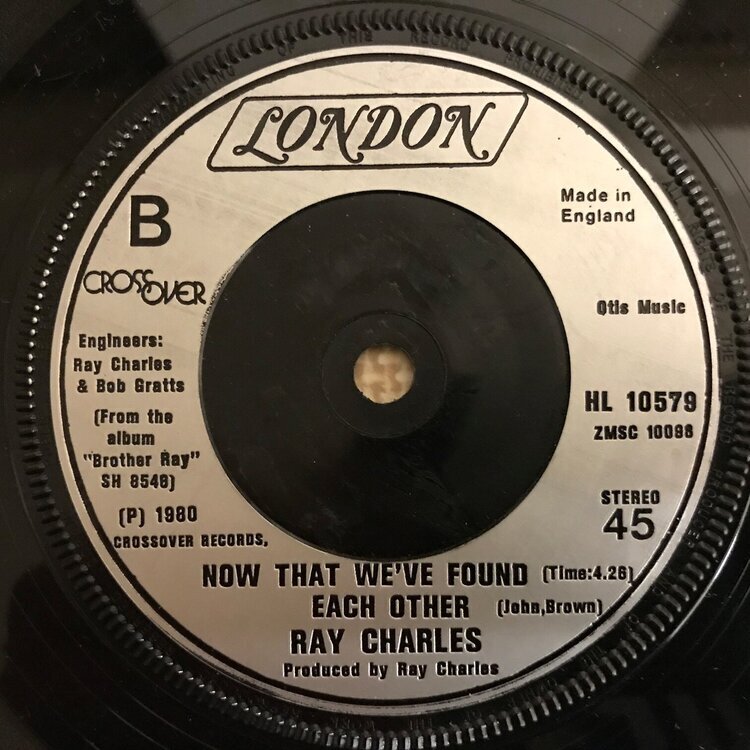 LONDON
B
CROSSOVER
Made in
England
Otis Music
Engineers:
Ray Charles
& Bob Gratts
(From the
album
"Brother Ray"
SH 8546)
(P) 1980
CROSSOVER RECORDS.
HL 10579
ZMSC 10098
STEREO
45
NOW THAT WE'VE FOUND (Time:4.26)
EACH OTHER (John,Brown)
RAY CHARLES
Produced by Ray Charles